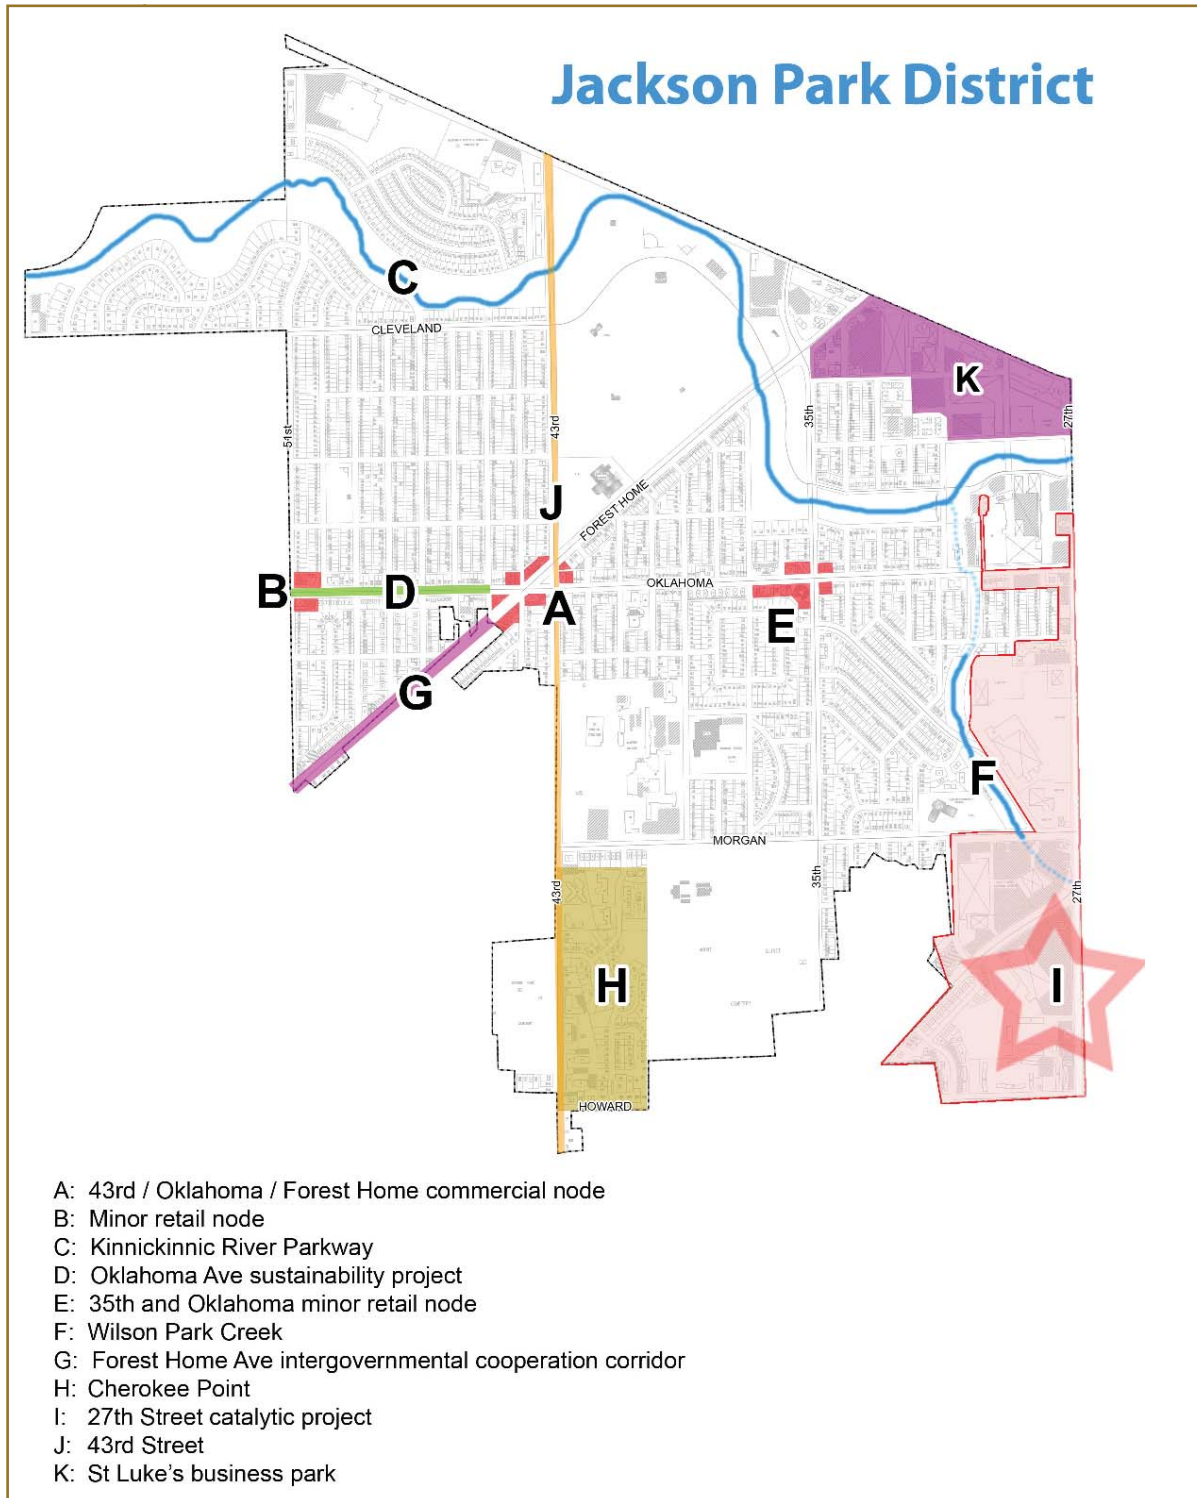 Jackson Park District
C
CLEVELAND
K
51st
43rd
35th
27th
J
FOREST HOME
B
D
A
OKLAHOMA
E
G
F
MORGAN
43rd
35th
27th
H
I
HOWARD
A: 43rd / Oklahoma / Forest Home commercial node
B: Minor retail node
C: Kinnickinnic River Parkway
D: Oklahoma Ave sustainability project
E: 35th and Oklahoma minor retail node
F: Wilson Park Creek
G: Forest Home Ave intergovernmental cooperation corridor
H: Cherokee Point
I: 27th Street catalytic project
J: 43rd Street
K: St Luke's business park